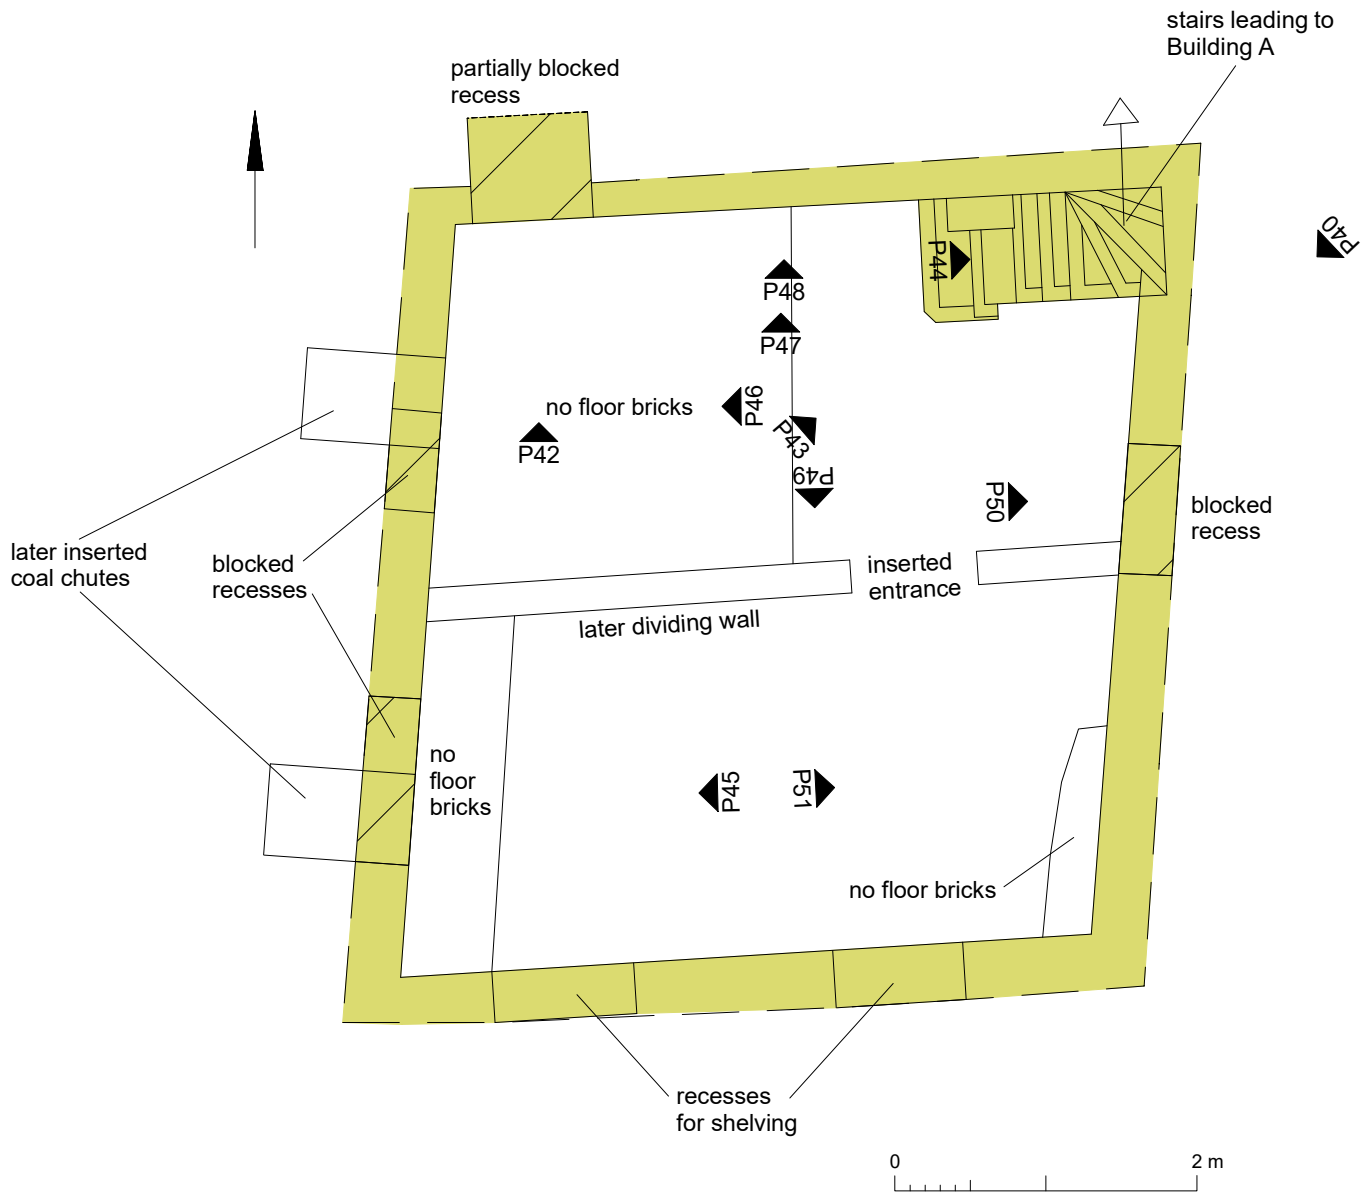 stairs leading to
Building A
partially blocked
recess
P40
P44
P48
P47
no floor bricks
P46
P43
P42
P49
P50
blocked
recess
later inserted
coal chutes
blocked
recesses
inserted
entrance
later dividing wall
no
floor
bricks
P45
P51
no floor bricks
recesses
for shelving
0
2 m